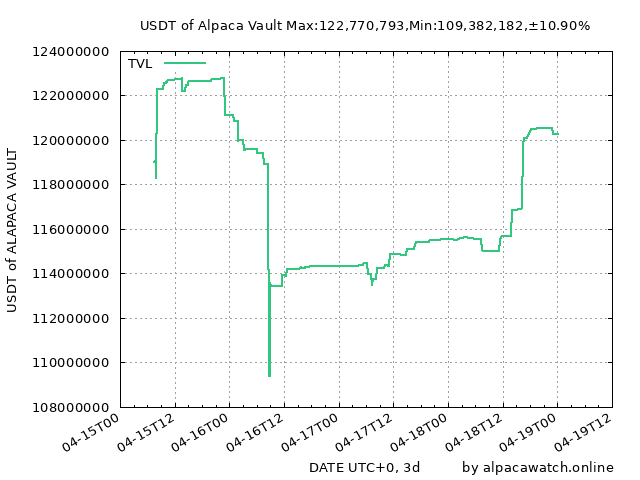 USDT of Alpaca Vault Max:122,770,793,Min:109,382,182,±10.90%
TVL
124000000
122000000
120000000
118000000
116000000
114000000
112000000
110000000
108000000
USDT of ALAPACA VAULT
04-15T00
04-15T12
04-16T00
04-16T12
04-17T00
04-17T12
04-18T00
04-18T12
04-19T00
04-19T12
DATE UTC+0, 3d
by alpacawatch.online